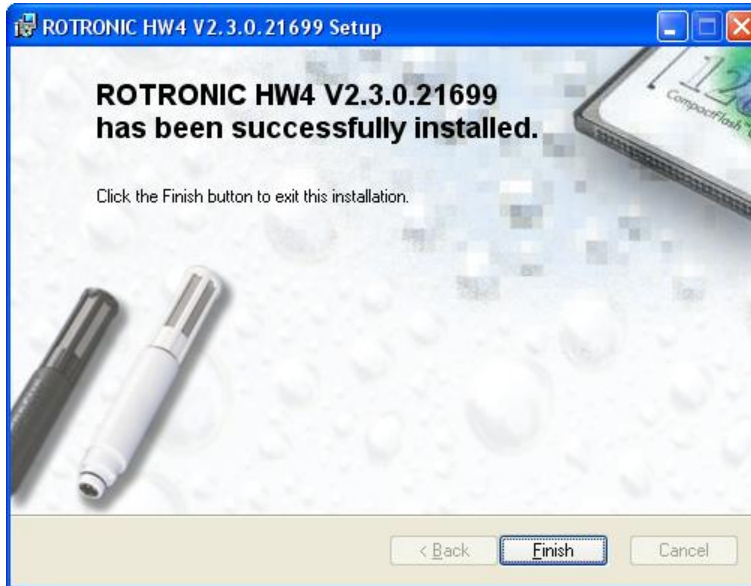 ROTRONIC HW4 V2.3.0.21699 Setup
CompactFlash
ROTRONIC HW4 V2.3.0.21699
has been successfully installed.
Click the Finish button to exit this installation.
< Back
Finish
Cancel